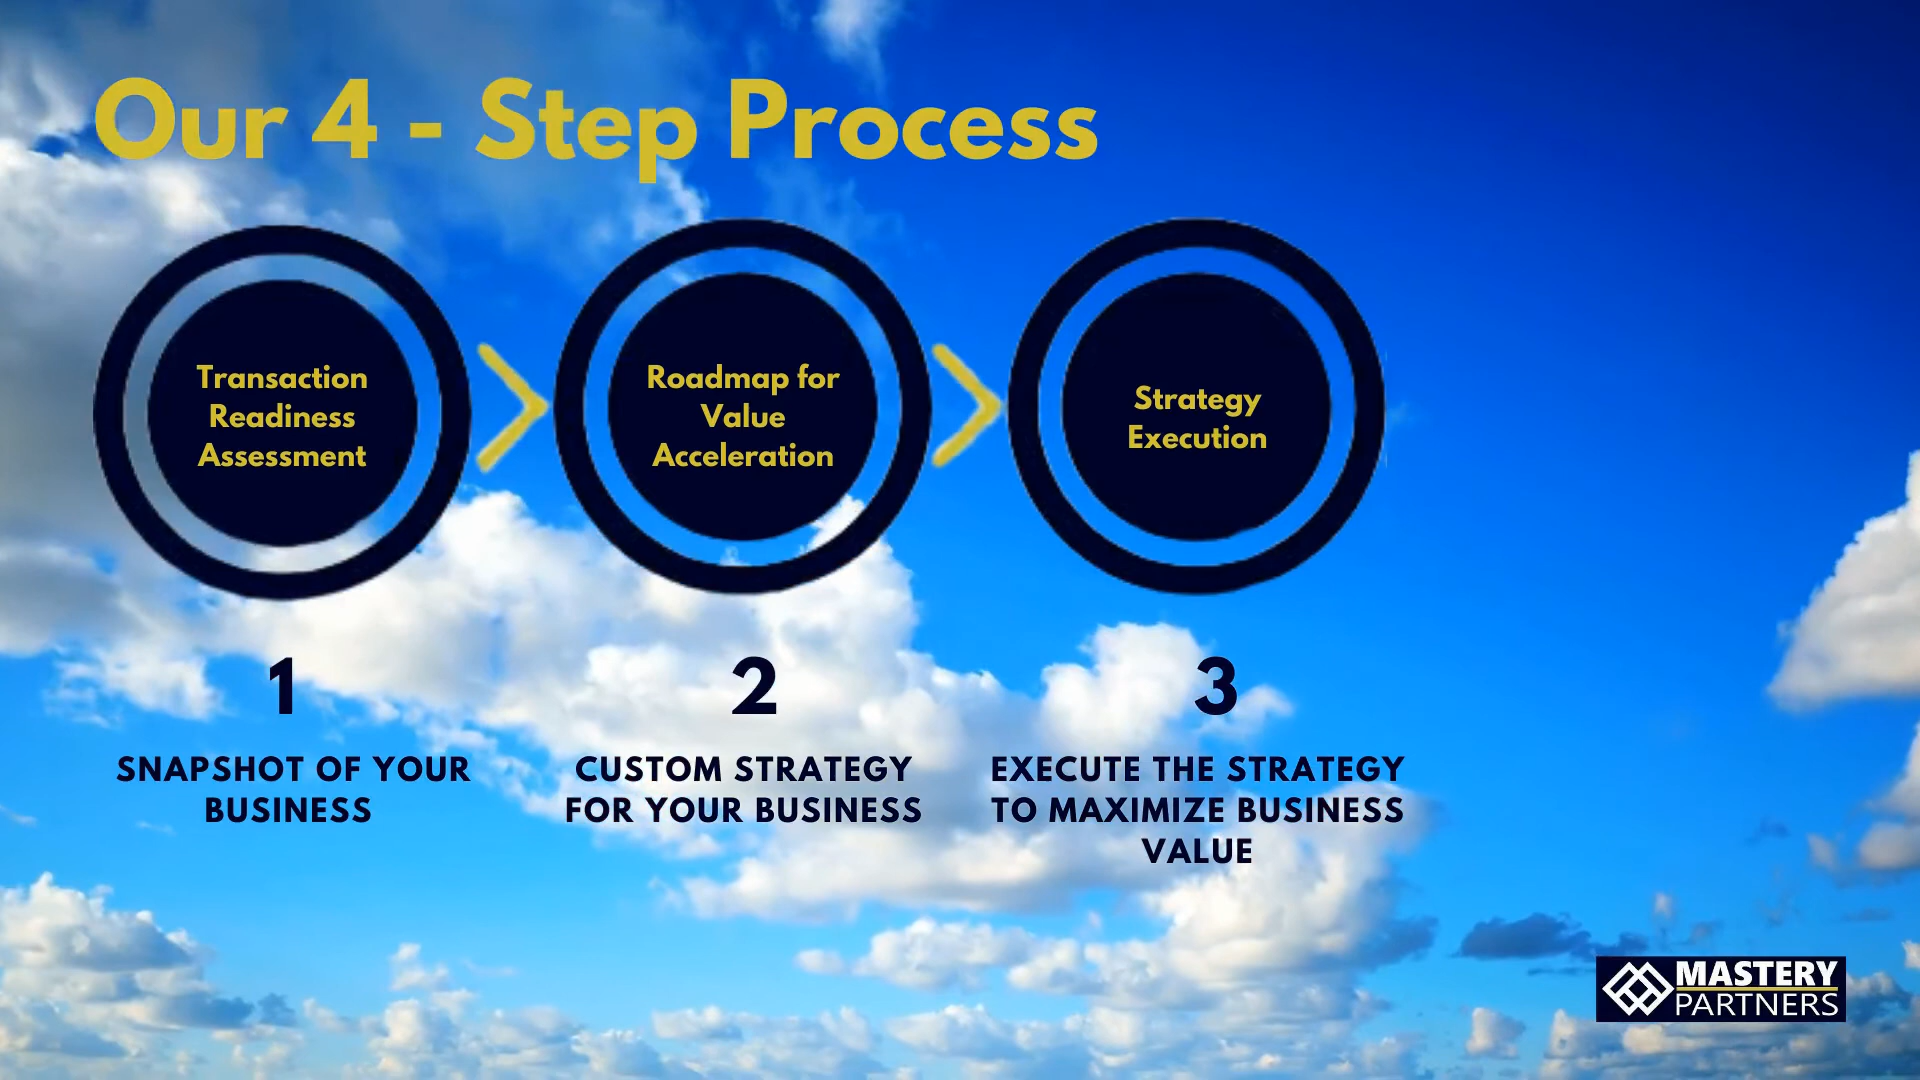 Our 4 - Step Process
Transaction
Readiness
Assessment
Roadmap for
Value
Acceleration
Strategy
Execution
1
2
3
SNAPSHOT OF YOUR
BUSINESS
CUSTOM STRATEGY
FOR YOUR BUSINESS
EXECUTE THE STRATEGY
TO MAXIMIZE BUSINESS
VALUE
MASTERY
PARTNERS